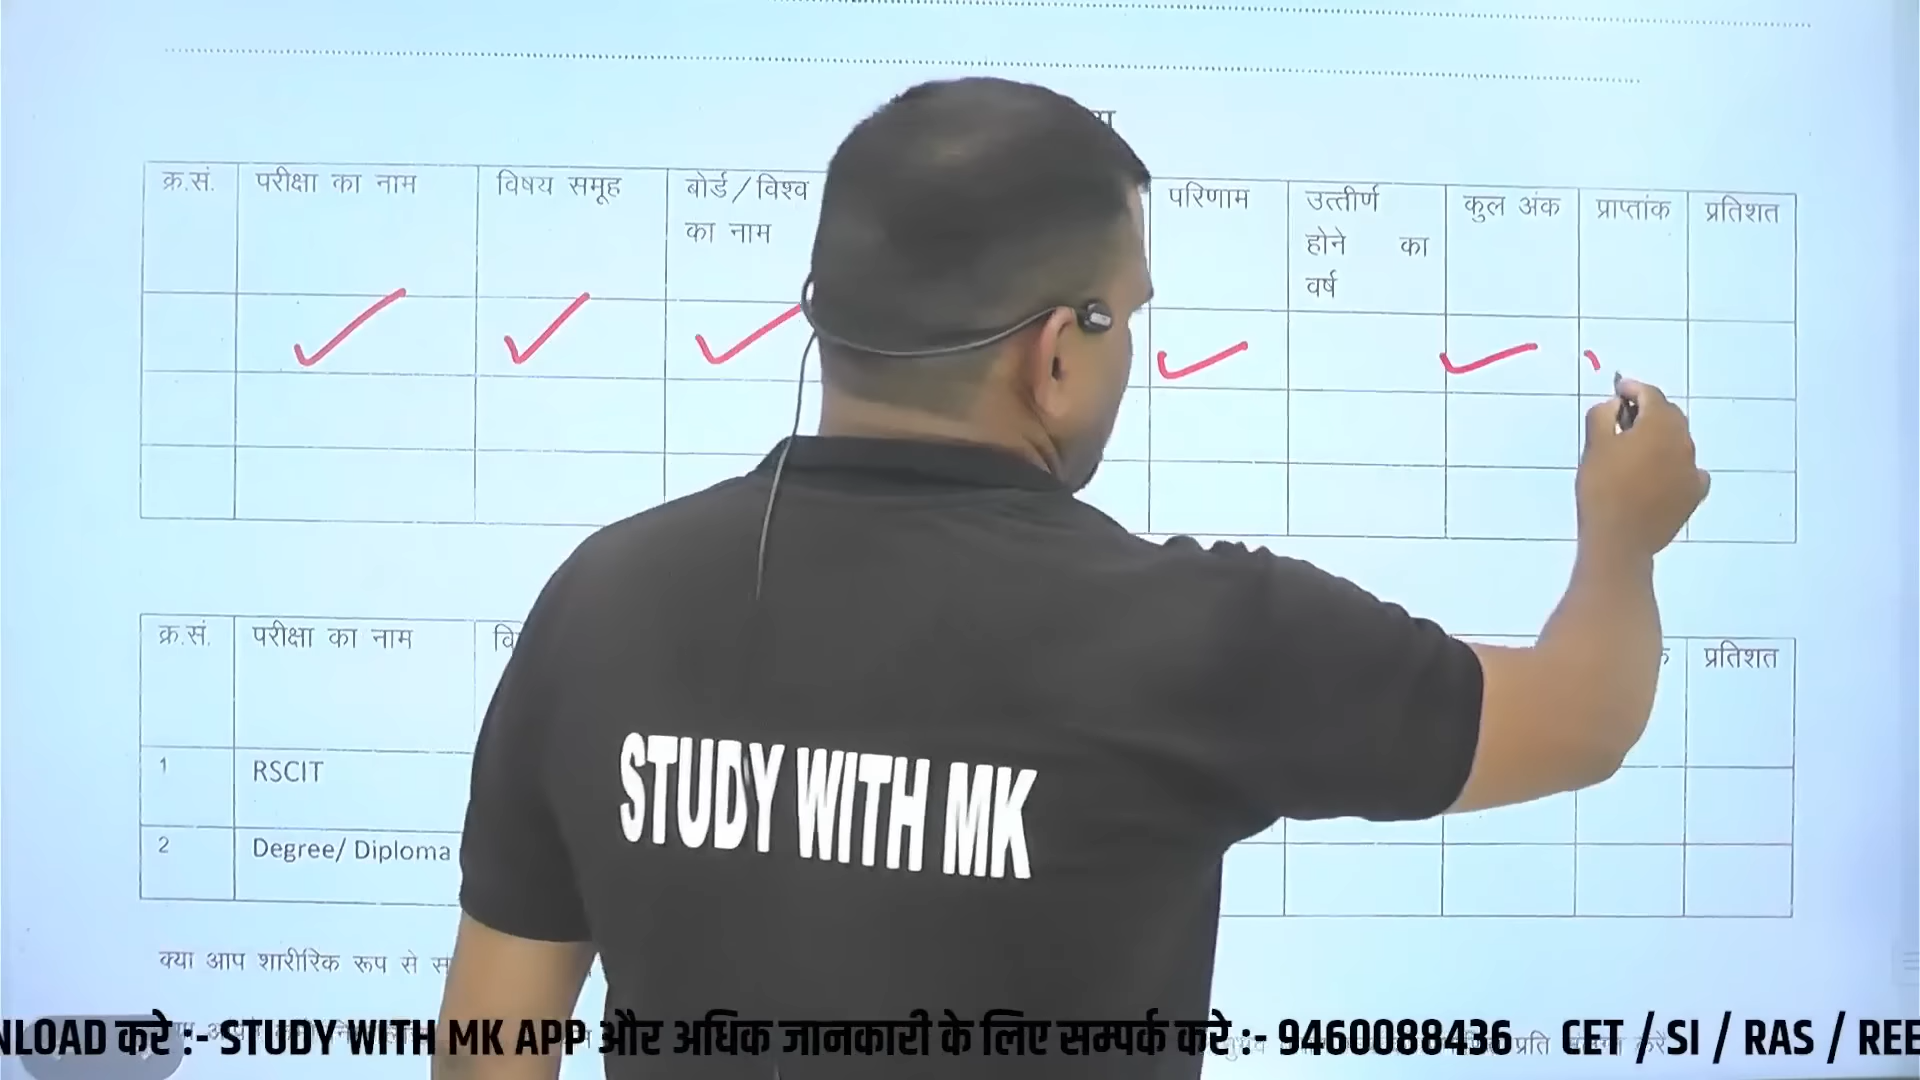 क्र.सं. परीक्षा का नाम विषय समूह बोर्ड/विश्व का नाम परिणाम उत्तीर्ण होने का वर्ष कुल अंक प्राप्तांक प्रतिशत
क्र.सं. परीक्षा का नाम वि प्रतिशत
1 RSCIT
2 Degree/ Diploma
STUDY WITH MK
क्या आप शारीरिक रूप से
NLOAD करे :- STUDY WITH MK APP और अधिक जानकारी के लिए सम्पर्क करे :- 9460088436 CET / SI / RAS / REE